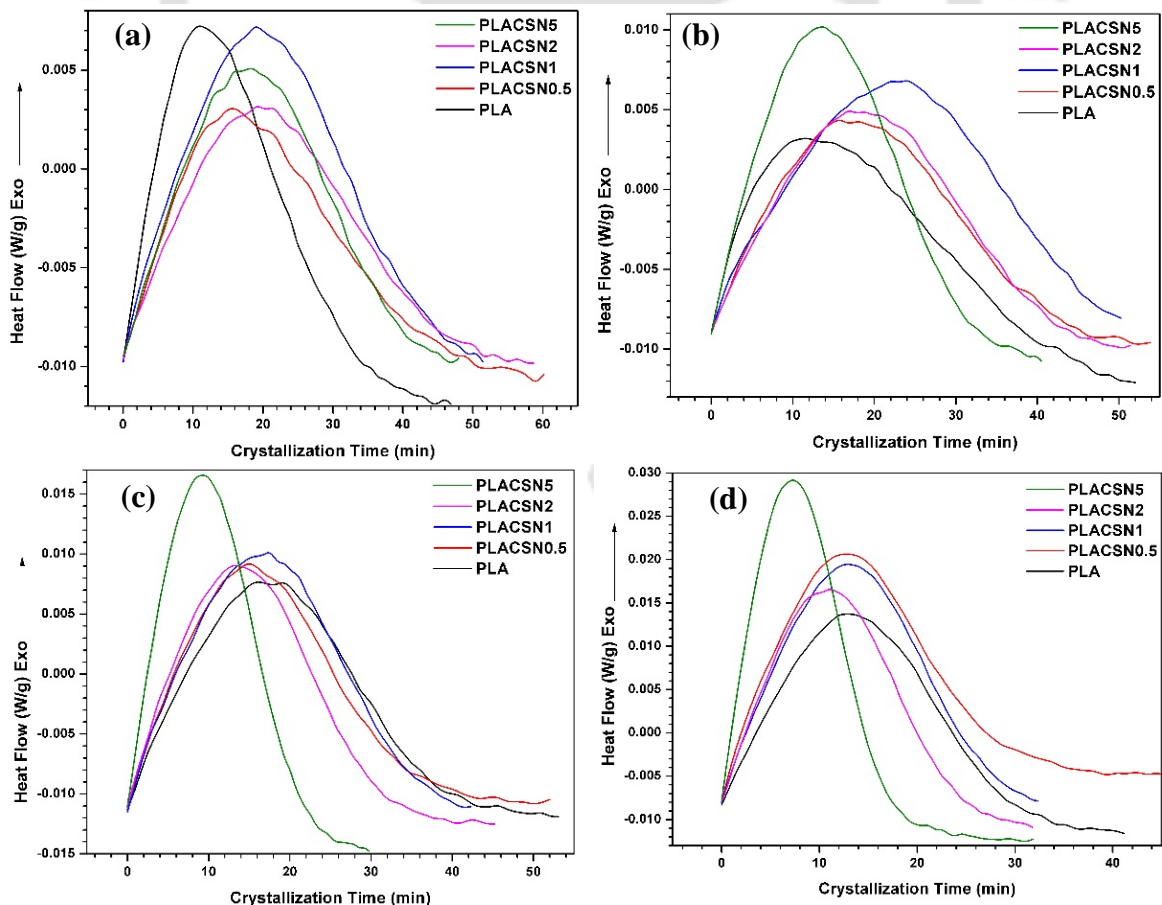 (a)
PLACSN5
PLACSN2
PLACSN1
PLACSN0.5
PLA
0.005
0.000
-0.005
-0.010
Heat Flow (W/g) Exo
0 10 20 30 40 50 60
Crystallization Time (min)
(b)
PLACSN5
PLACSN2
PLACSN1
PLACSN0.5
PLA
0.010
0.005
0.000
-0.005
-0.010
Heat Flow (W/g) Exo
0 10 20 30 40 50
Crystallization Time (min)
(c)
PLACSN5
PLACSN2
PLACSN1
PLACSN0.5
PLA
0.015
0.010
0.005
0.000
-0.005
-0.010
-0.015
Heat Flow (W/g) Exo
0 10 20 30 40 50
Crystallization Time (min)
(d)
PLACSN5
PLACSN2
PLACSN1
PLACSN0.5
PLA
0.030
0.025
0.020
0.015
0.010
0.005
0.000
-0.005
-0.010
Heat Flow (W/g) Exo
0 10 20 30 40
Crystallization Time (min)